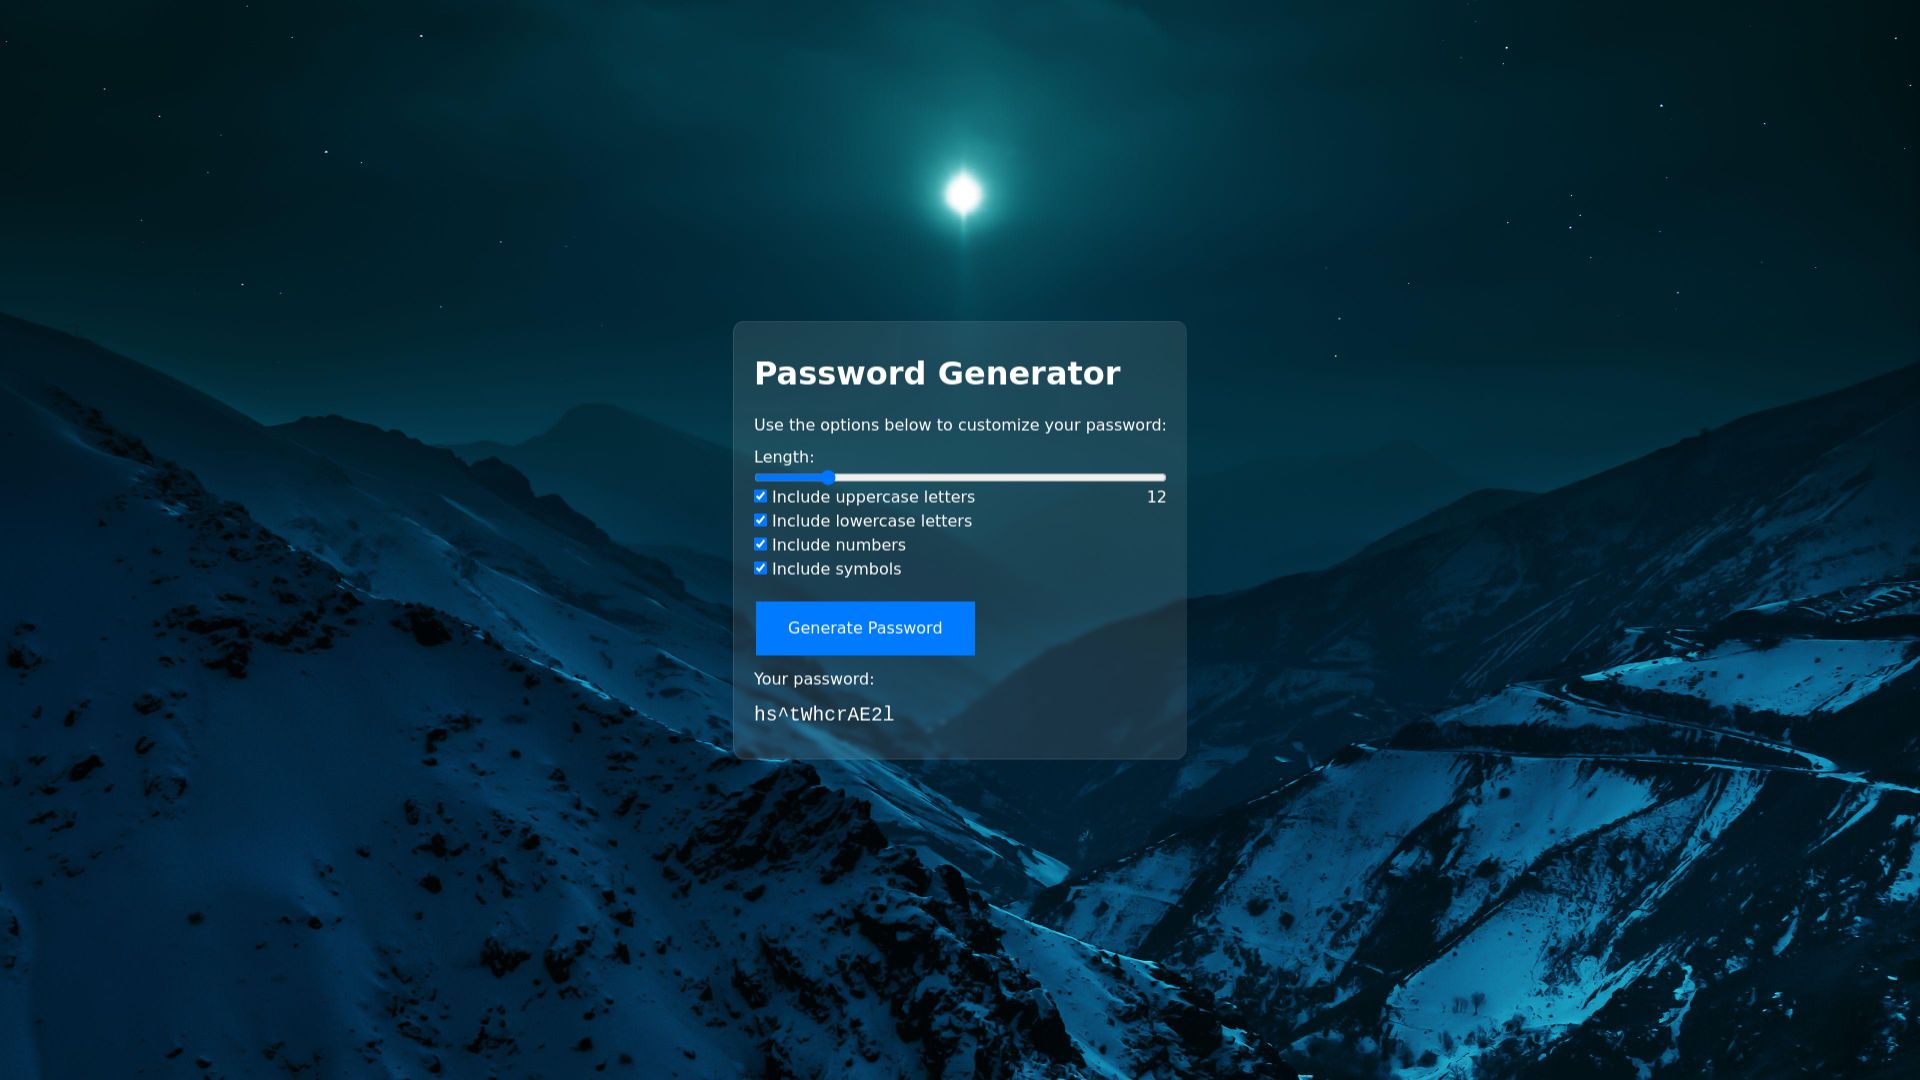 Password Generator
Use the options below to customize your password:
Length:
Include uppercase letters 12
Include lowercase letters
Include numbers
Include symbols
Generate Password
Your password:
hs^tWhcrAE2l